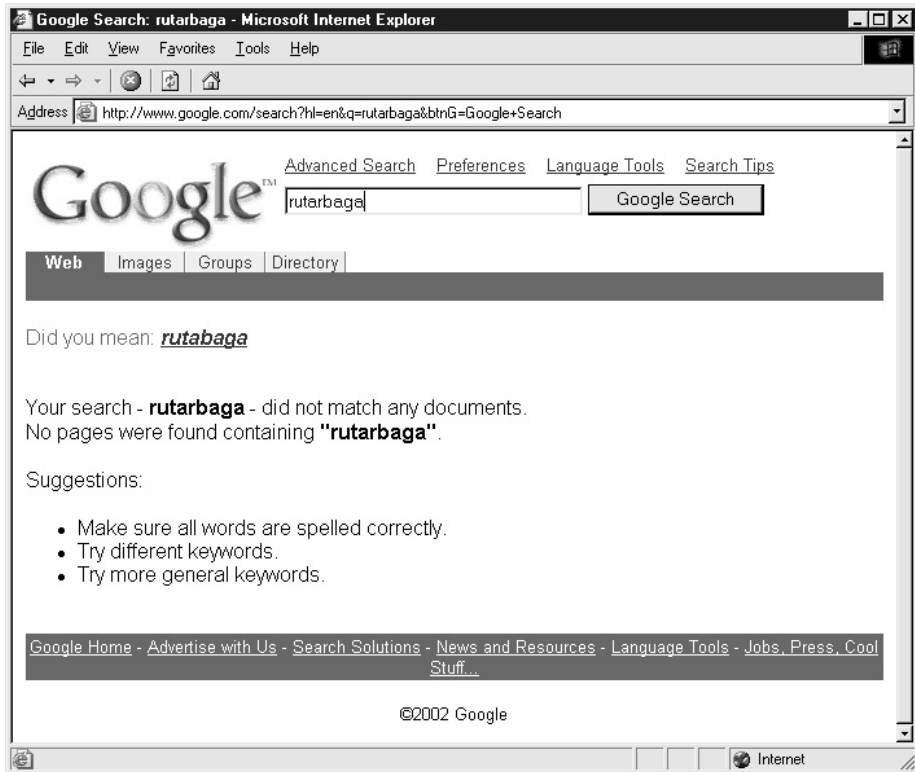 Google Search: rutarbaga - Microsoft Internet Explorer
File Edit View Favorites Tools Help
Address http://www.google.com/search?hl=en&q=rutarbaga&btnG=Google+Search
Advanced Search Preferences Language Tools Search Tips
Google™ rutarbaga Google Search
Web Images Groups Directory
Did you mean: rutabaga
Your search - rutarbaga - did not match any documents.
No pages were found containing "rutarbaga".
Suggestions:
• Make sure all words are spelled correctly.
• Try different keywords.
• Try more general keywords.
Google Home - Advertise with Us - Search Solutions - News and Resources - Language Tools - Jobs, Press, Cool
Stuff...
©2002 Google
Internet